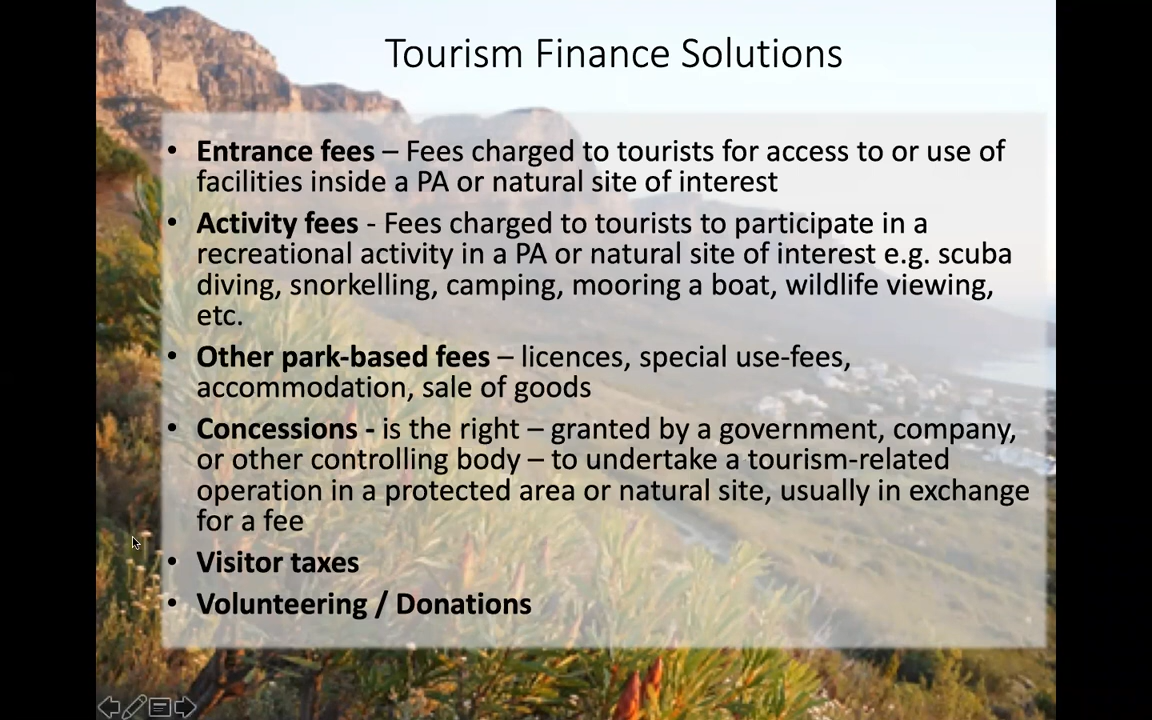 Tourism Finance Solutions
• Entrance fees – Fees charged to tourists for access to or use of
facilities inside a PA or natural site of interest
• Activity fees - Fees charged to tourists to participate in a
recreational activity in a PA or natural site of interest e.g. scuba
diving, snorkelling, camping, mooring a boat, wildlife viewing,
etc.
• Other park-based fees – licences, special use-fees,
accommodation, sale of goods
• Concessions - is the right – granted by a government, company,
or other controlling body – to undertake a tourism-related
operation in a protected area or natural site, usually in exchange
for a fee
• Visitor taxes
• Volunteering / Donations